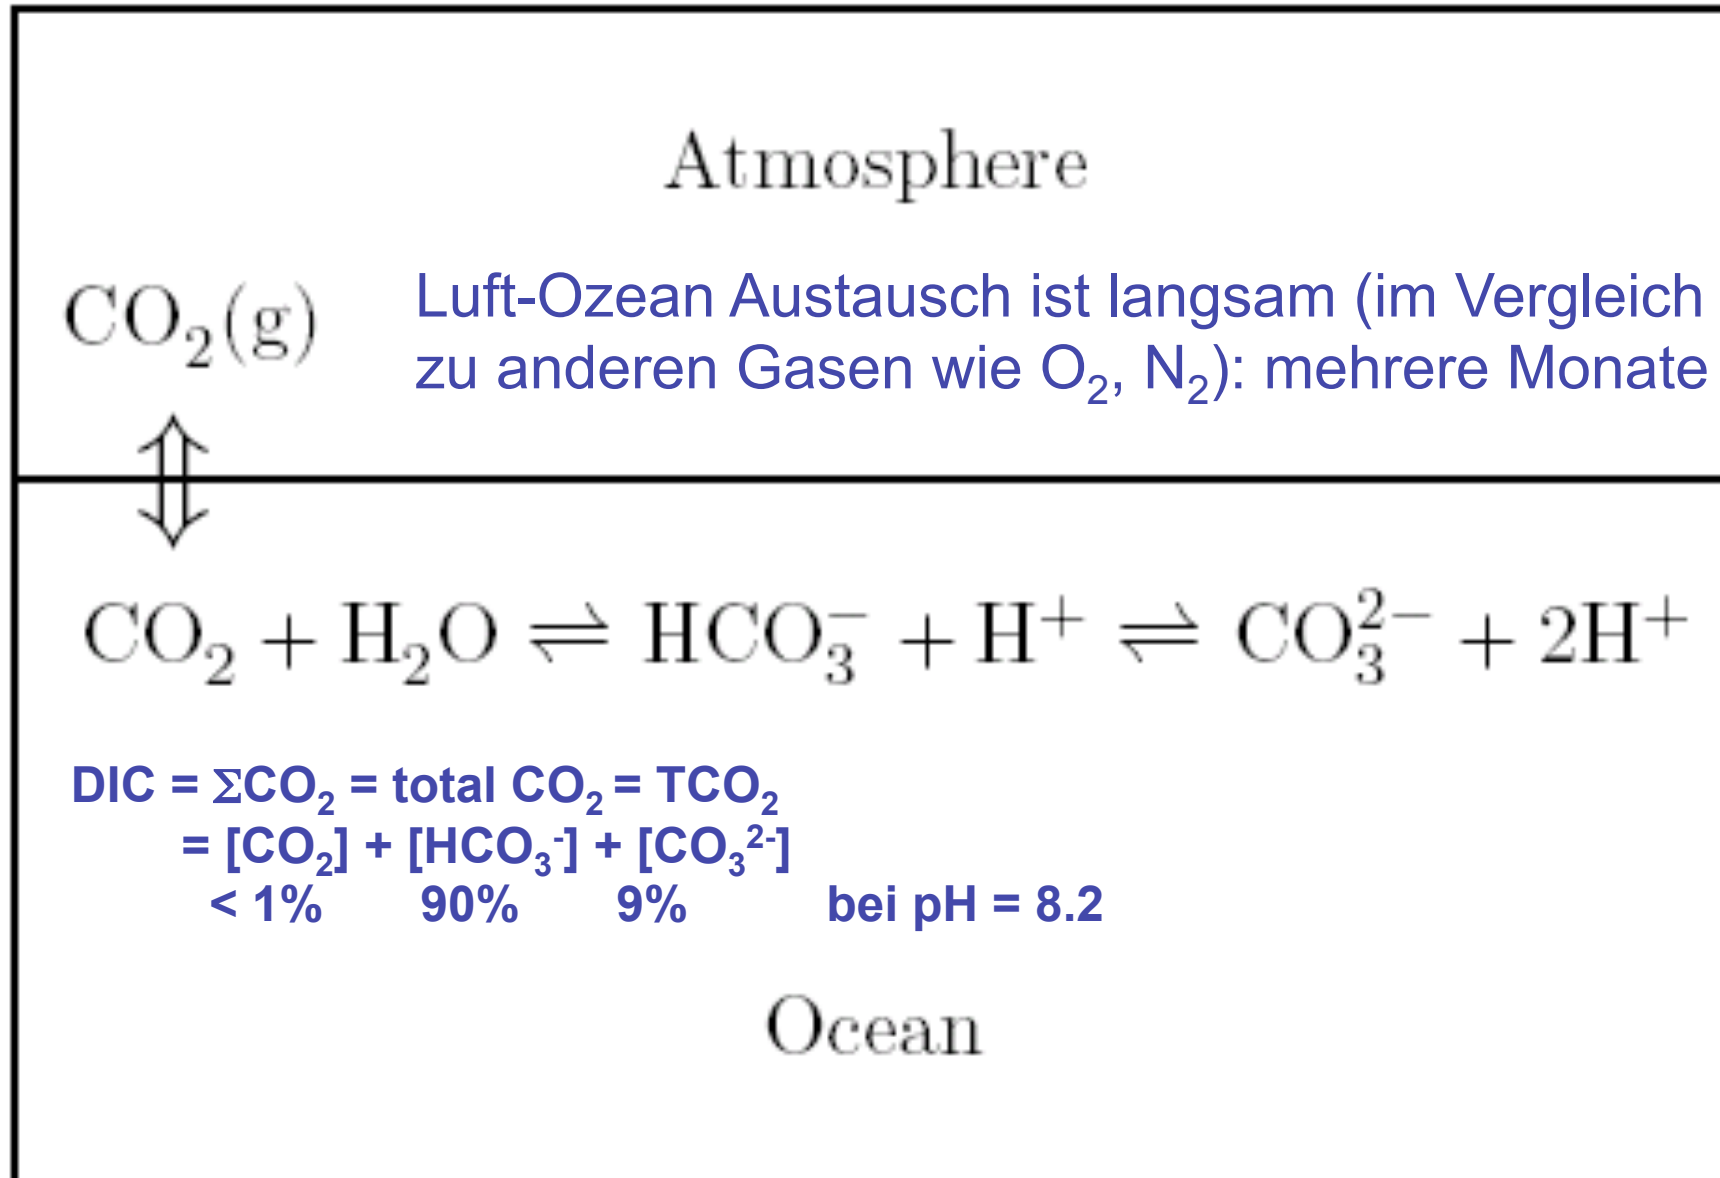 Atmosphere
CO₂(g)
Luft-Ozean Austausch ist langsam (im Vergleich
zu anderen Gasen wie O₂, N₂): mehrere Monate
CO₂ + H₂O ⇌ HCO₃⁻ + H⁺ ⇌ CO₃²⁻ + 2H⁺
DIC = ΣCO₂ = total CO₂ = TCO₂
= [CO₂] + [HCO₃⁻] + [CO₃²⁻]
< 1% 90% 9% bei pH = 8.2
Ocean